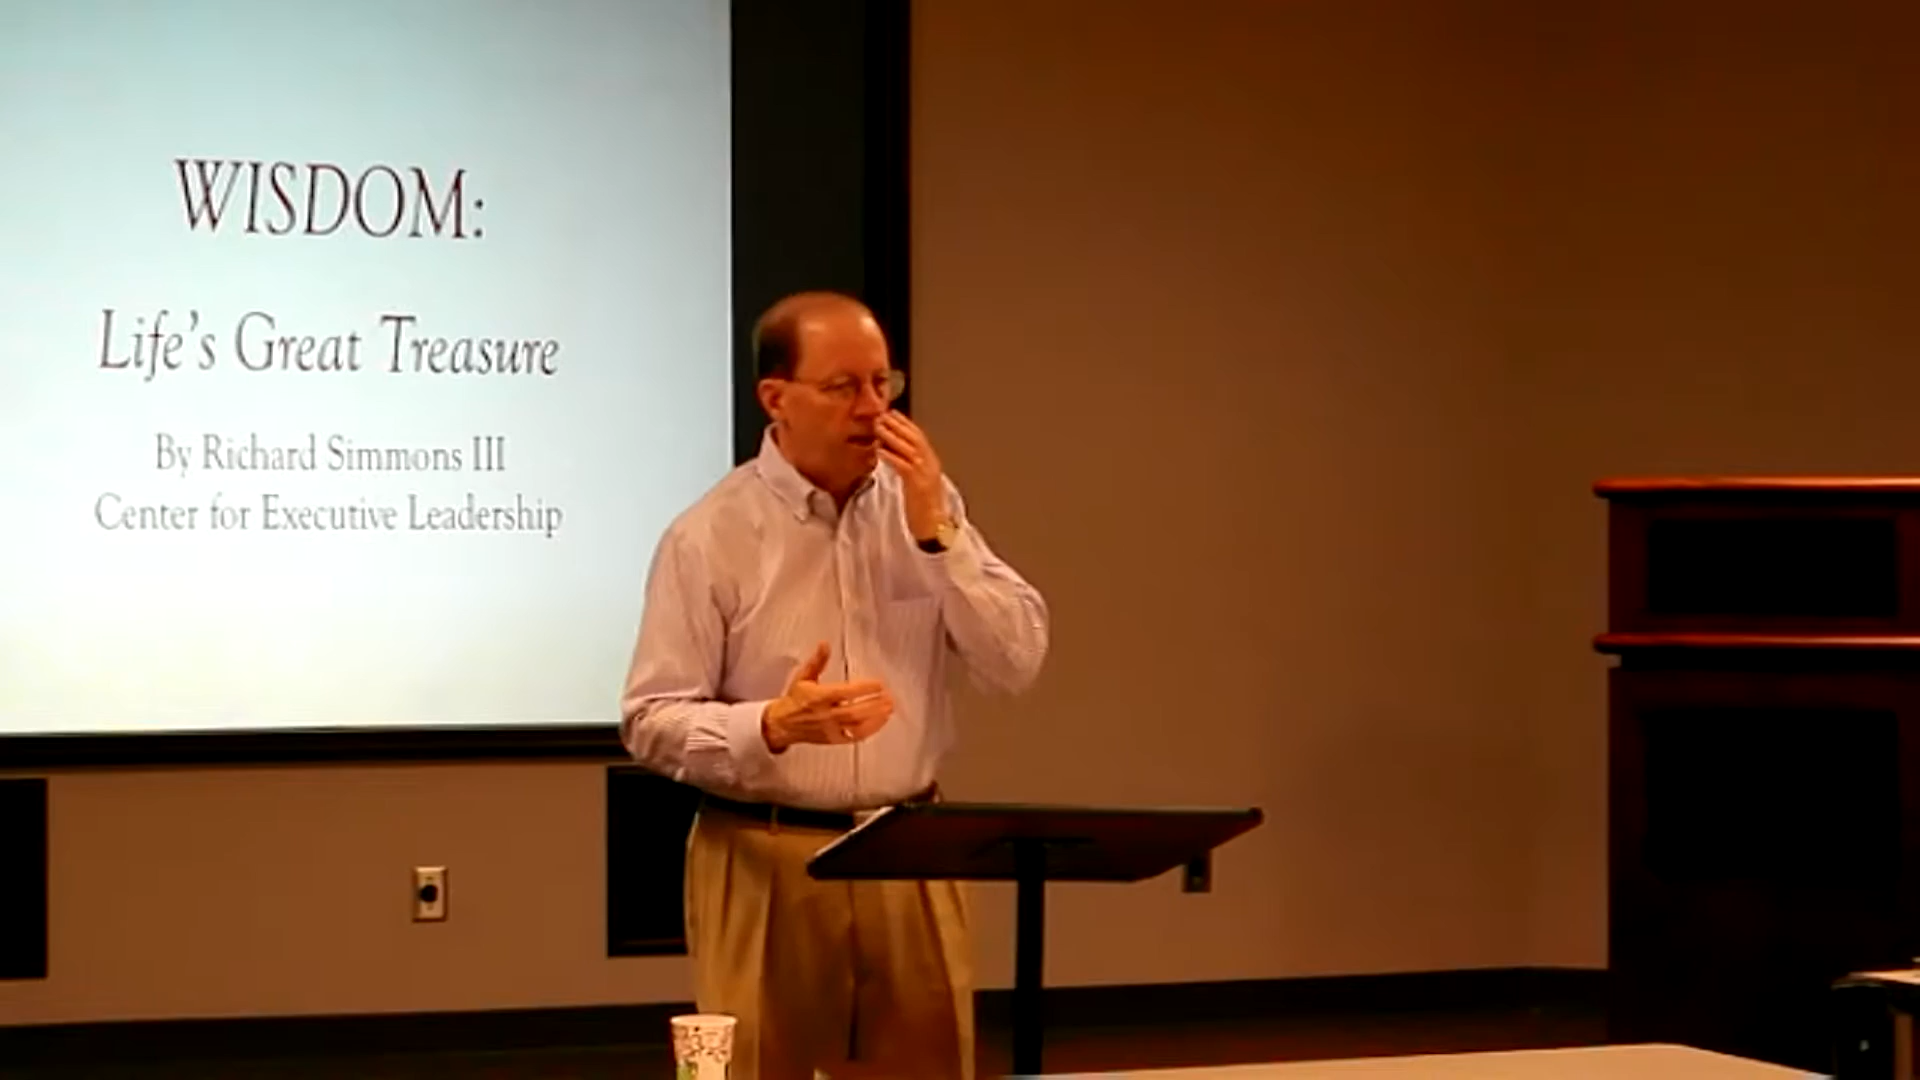 WISDOM:
Life's Great Treasure
By Richard Simmons III
Center for Executive Leadership